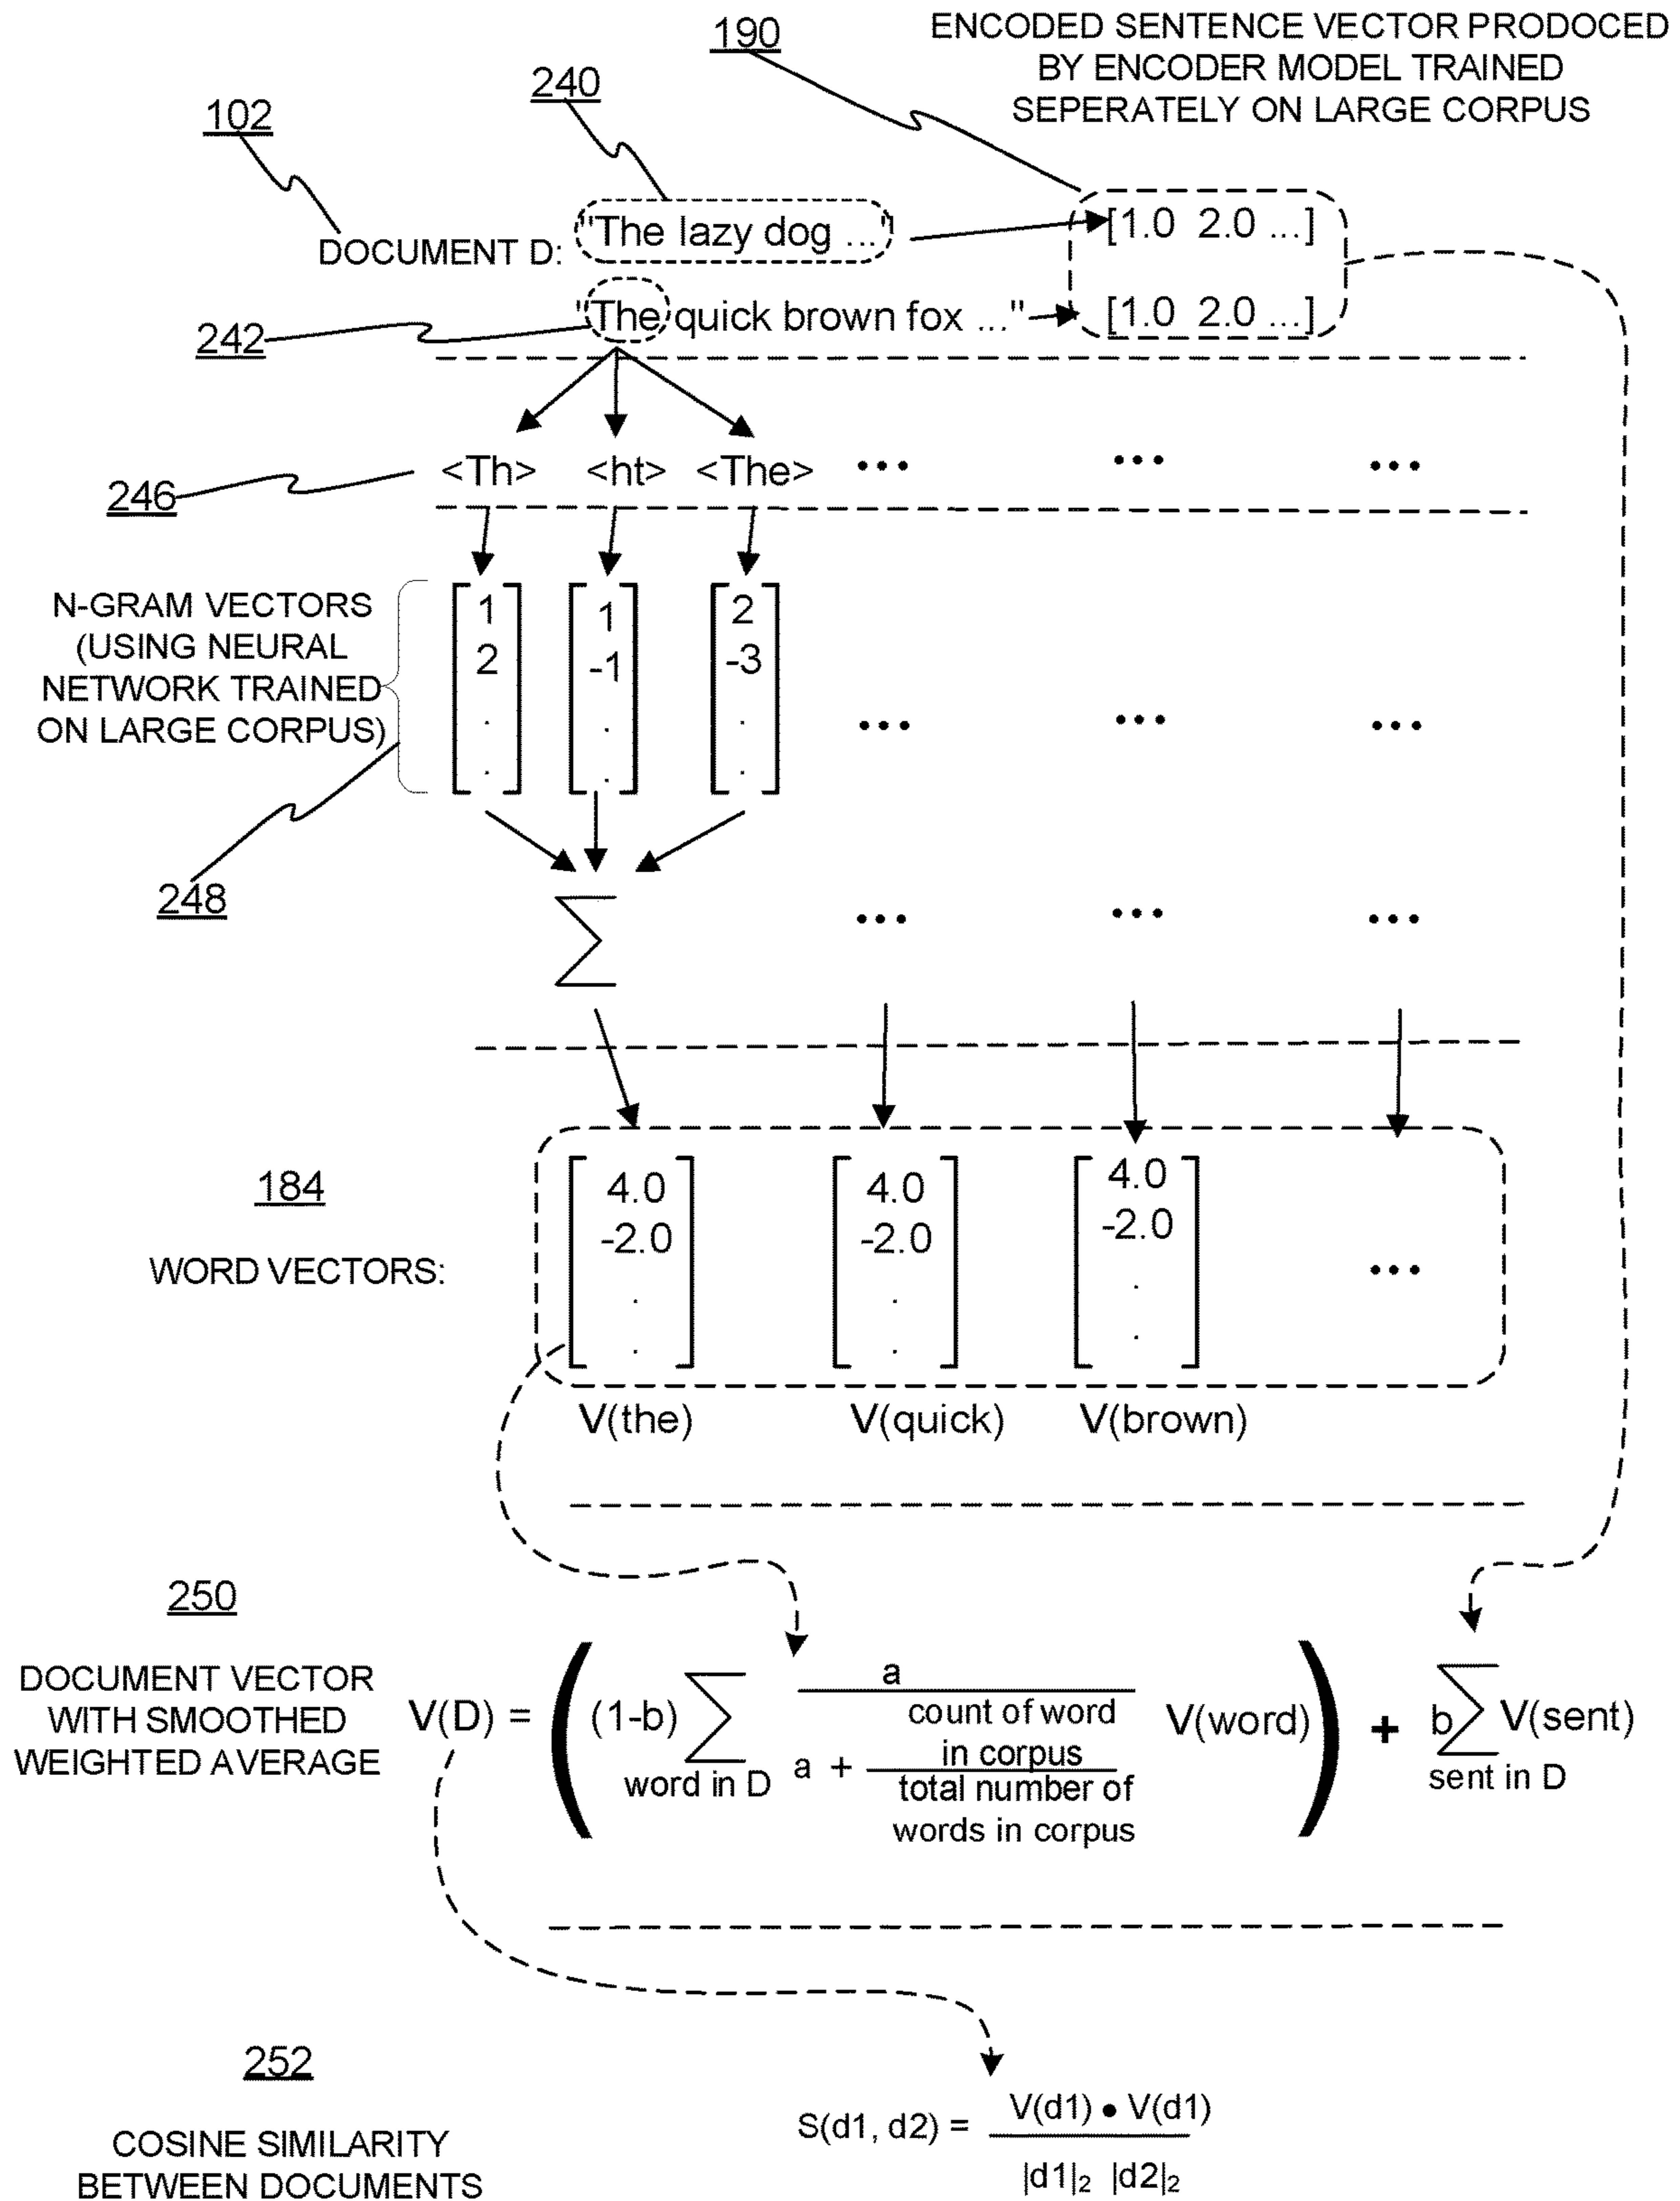 190
ENCODED SENTENCE VECTOR PRODUCED
BY ENCODER MODEL TRAINED
SEPERATELY ON LARGE CORPUS
240
102
DOCUMENT D:
"The lazy dog ..."
[1.0 2.0 ...]
"The quick brown fox ..."
[1.0 2.0 ...]
242
246
<Th> <ht> <The> ... ... ...
N-GRAM VECTORS
(USING NEURAL
NETWORK TRAINED
ON LARGE CORPUS)
1 1 2
2 -1 -3
. . .
. . .
... ... ...
248
∑ ... ... ...
184
WORD VECTORS:
4.0 4.0 4.0
-2.0 -2.0 -2.0
. . .
. . .
...
V(the) V(quick) V(brown)
250
DOCUMENT VECTOR
WITH SMOOTHED
WEIGHTED AVERAGE
V(D) = ( (1-b) ∑
word in D
a
a +
count of word
in corpus
total number of
words in corpus
V(word) ) + b ∑ V(sent)
sent in D
252
COSINE SIMILARITY
BETWEEN DOCUMENTS
S(d1, d2) =
V(d1) • V(d1)
|d1|₂ |d2|₂